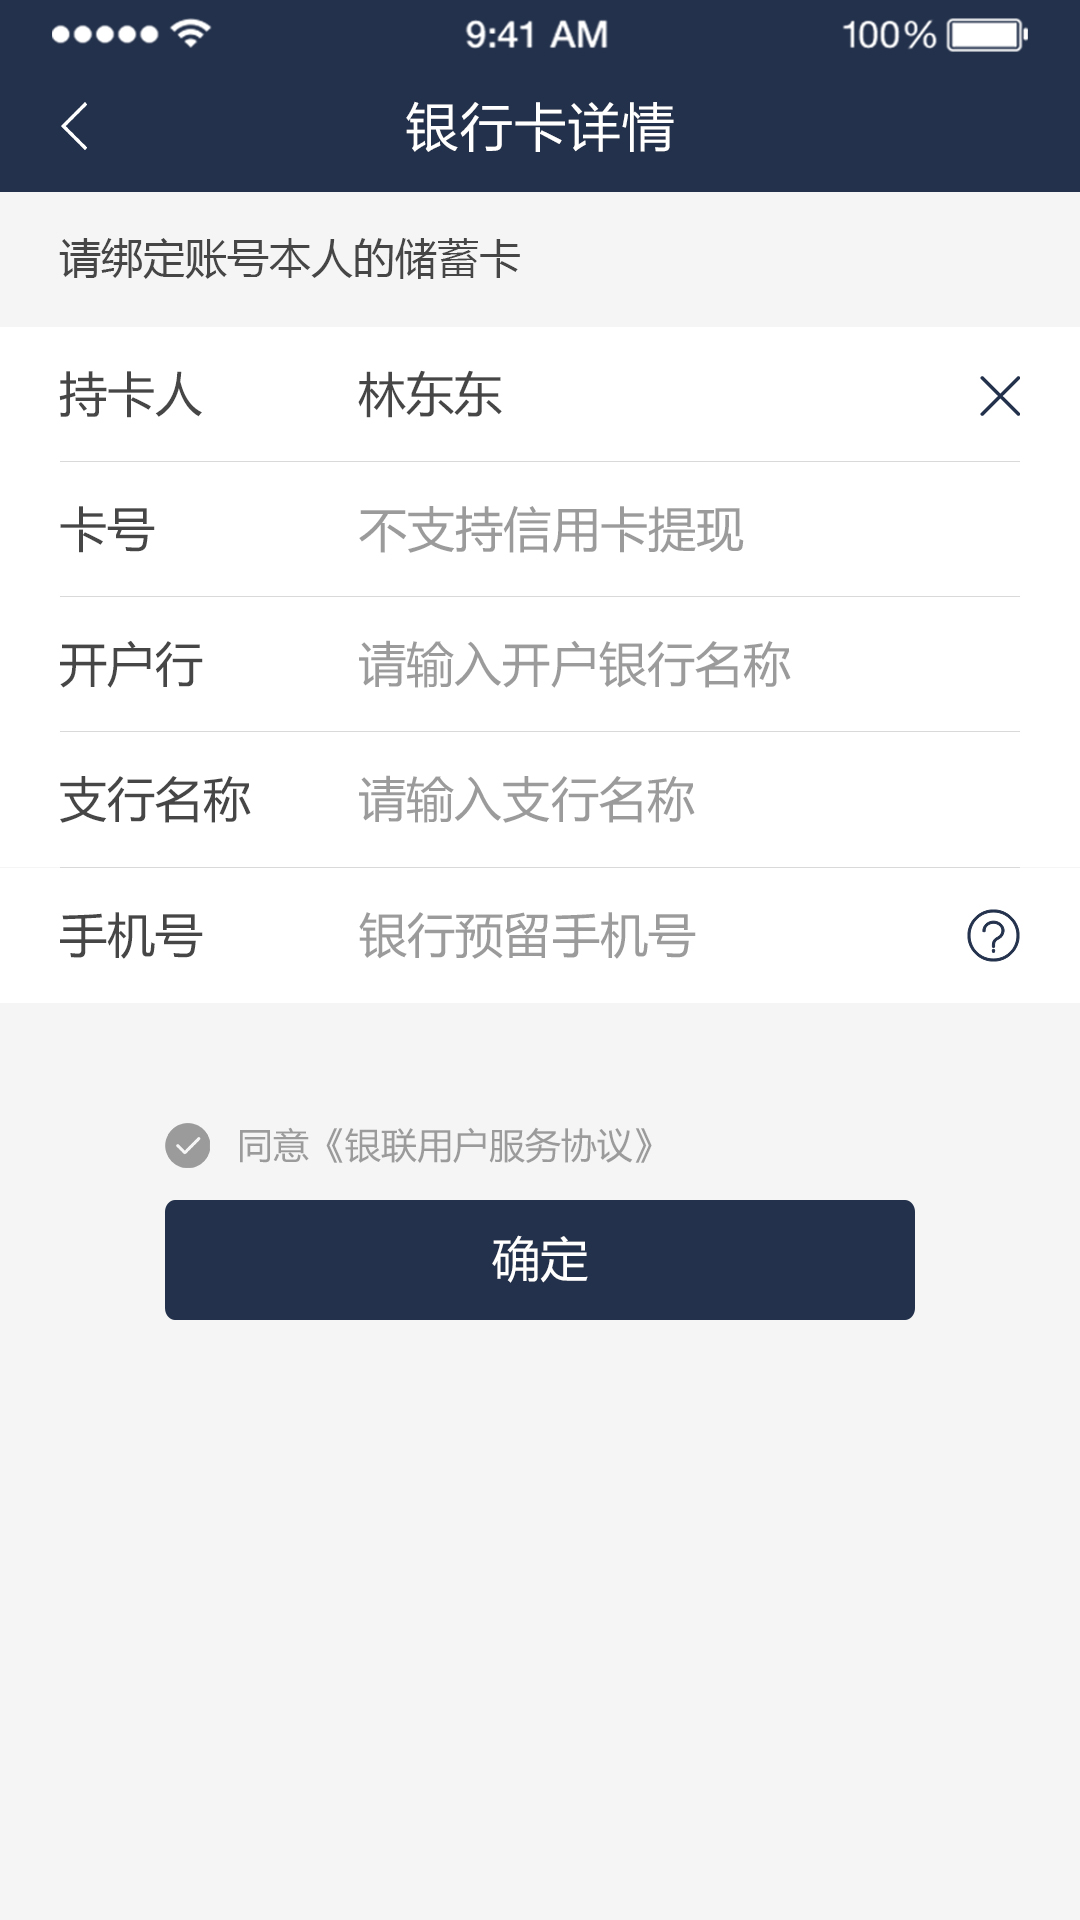 9:41 AM 100%
银行卡详情
请绑定账号本人的储蓄卡
持卡人 林东东
卡号 不支持信用卡提现
开户行 请输入开户银行名称
支行名称 请输入支行名称
手机号 银行预留手机号
同意《银联用户服务协议》
确定